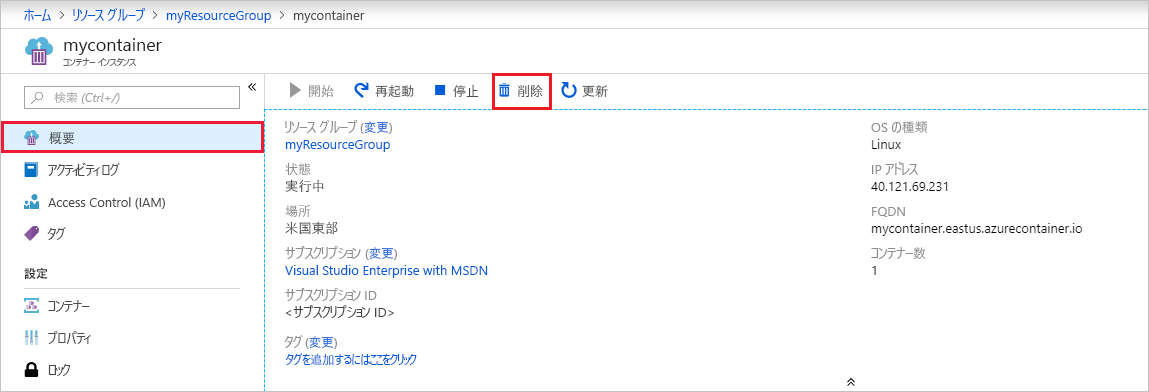 ホーム > リソース グループ > myResourceGroup > mycontainer
mycontainer
コンテナー インスタンス
検索 (Ctrl+/)
概要
アクティビティログ
Access Control (IAM)
タグ
設定
コンテナー
プロパティ
ロック
開始 再起動 停止 削除 更新
リソース グループ (変更)
myResourceGroup
状態
実行中
場所
米国東部
サブスクリプション (変更)
Visual Studio Enterprise with MSDN
サブスクリプション ID
<サブスクリプション ID>
タグ (変更)
タグを追加するにはここをクリック
OS の種類
Linux
IP アドレス
40.121.69.231
FQDN
mycontainer.eastus.azurecontainer.io
コンテナー数
1